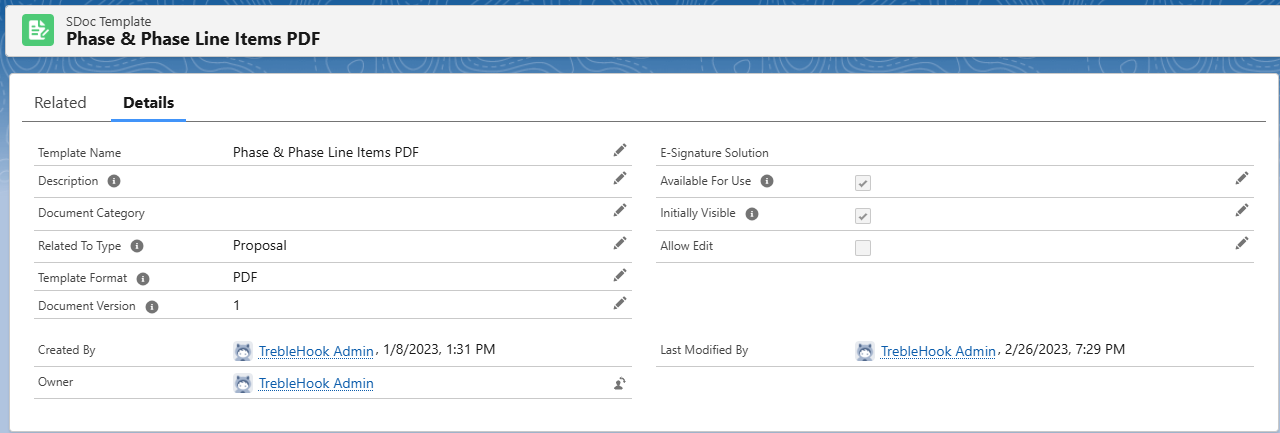 SDoc Template
Phase & Phase Line Items PDF
Related Details
Template Name Phase & Phase Line Items PDF
Description
Document Category
Related To Type Proposal
Template Format PDF
Document Version 1
E-Signature Solution
Available For Use
Initially Visible
Allow Edit
Created By TrebleHook Admin, 1/8/2023, 1:31 PM
Last Modified By TrebleHook Admin, 2/26/2023, 7:29 PM
Owner TrebleHook Admin